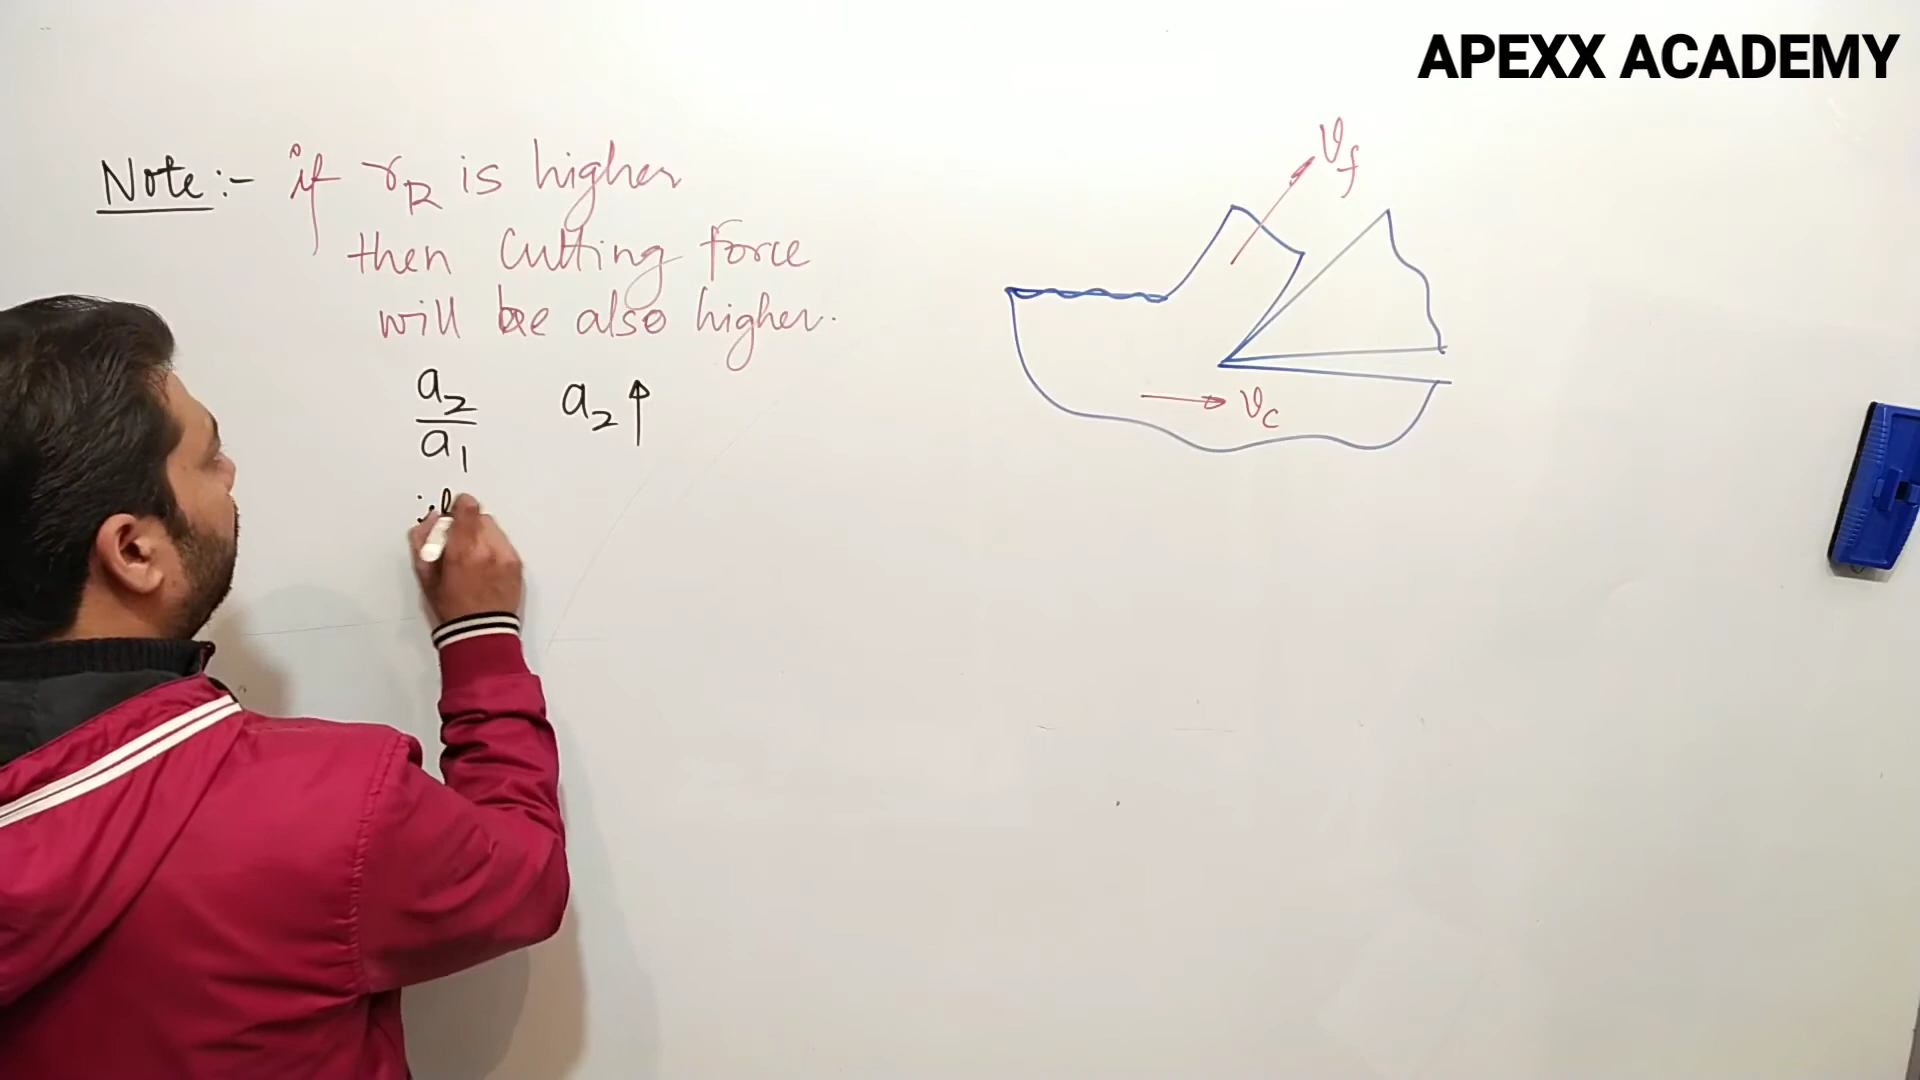 APEXX ACADEMY
Note :- if r_R is higher
then Cutting force
will be also higher.
a₂/a₁ a₂ ↑
V_f
V_c